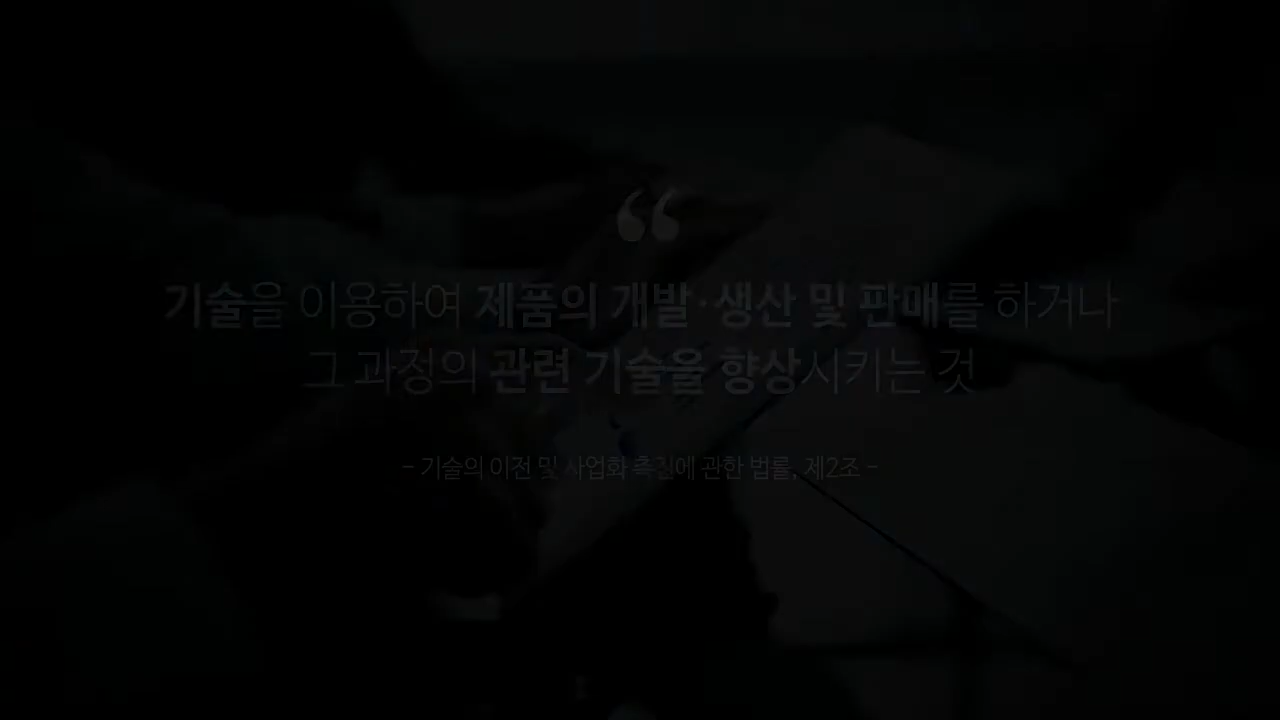 “
기술을 이용하여 제품의 개발·생산 및 판매를 하거나
그 과정의 관련 기술을 향상시키는 것
- 기술의 이전 및 사업화 촉진에 관한 법률, 제2조 -